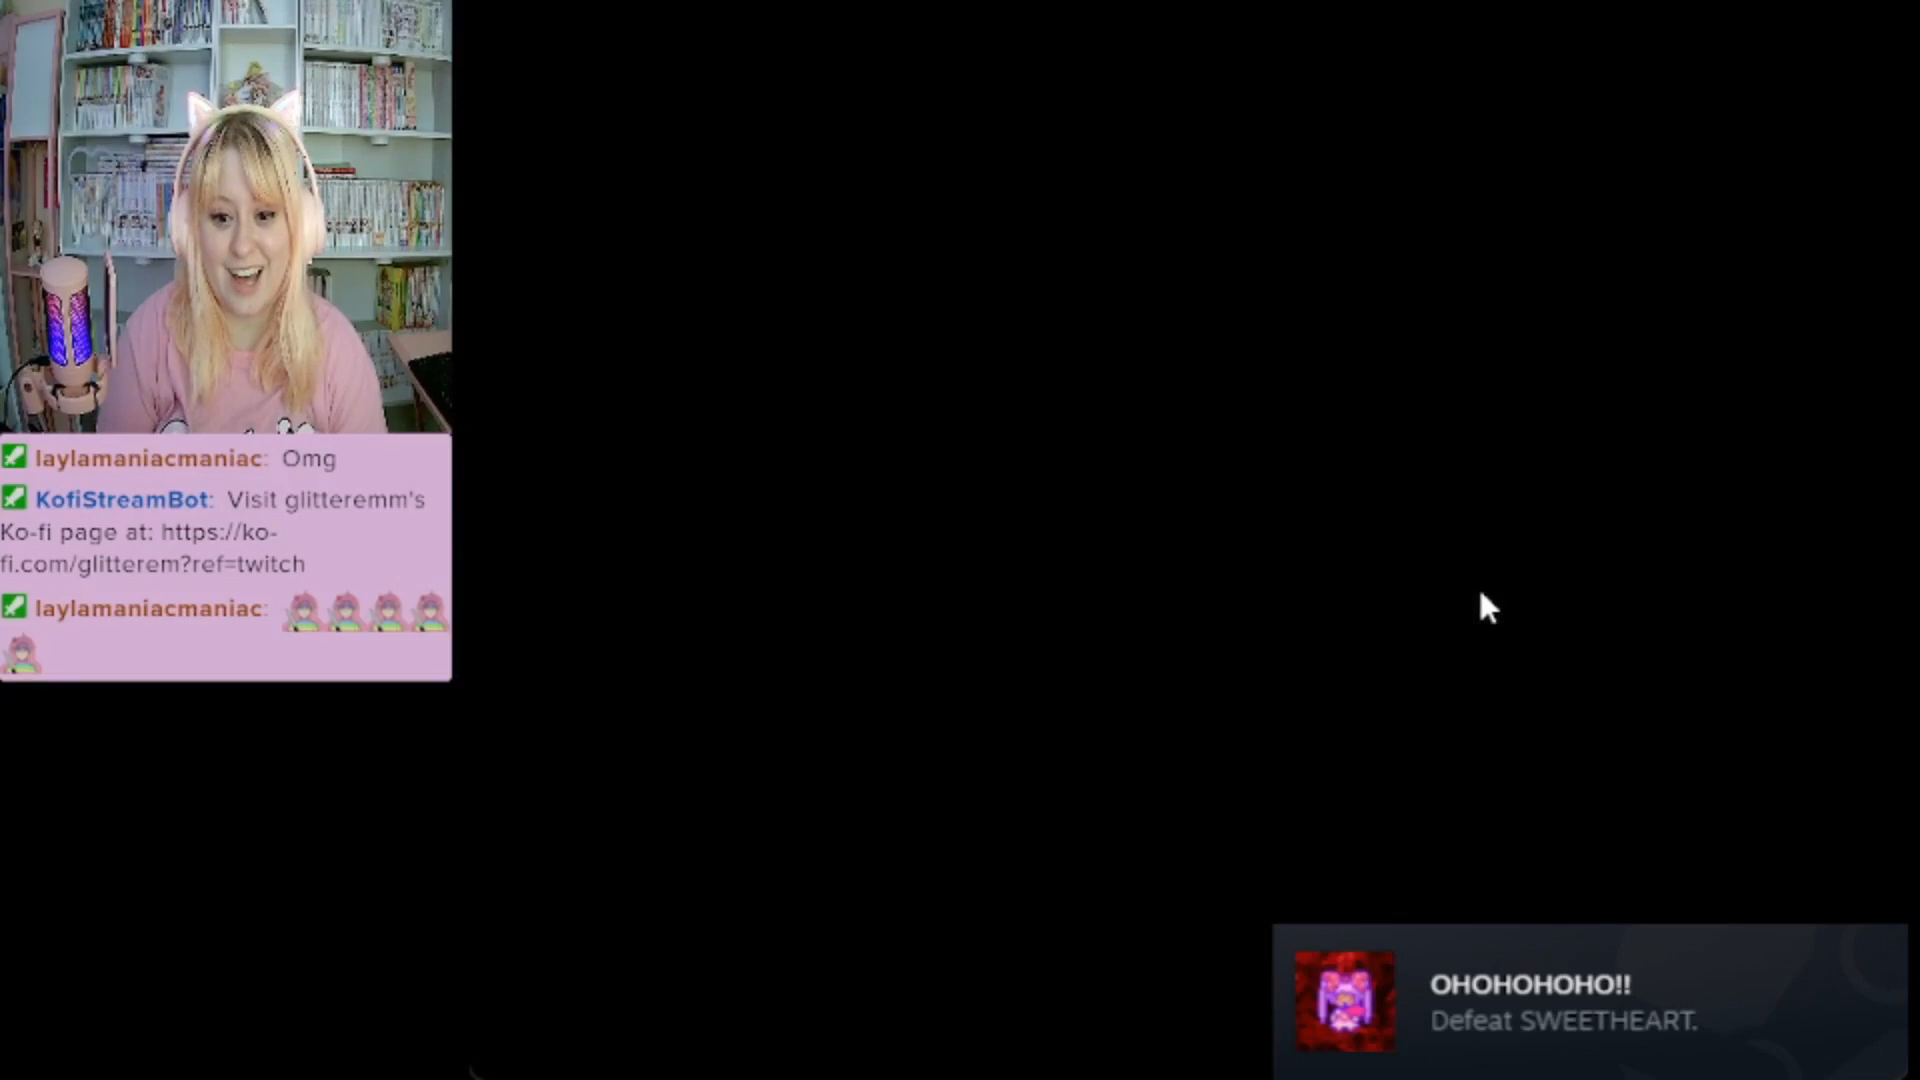 laylamaniacmaniac: Omg
KofiStreamBot: Visit glitteremm's
Ko-fi page at: https://ko-
fi.com/glitterem?ref=twitch
laylamaniacmaniac:
OHOHOHOHO!!
Defeat SWEETHEART.